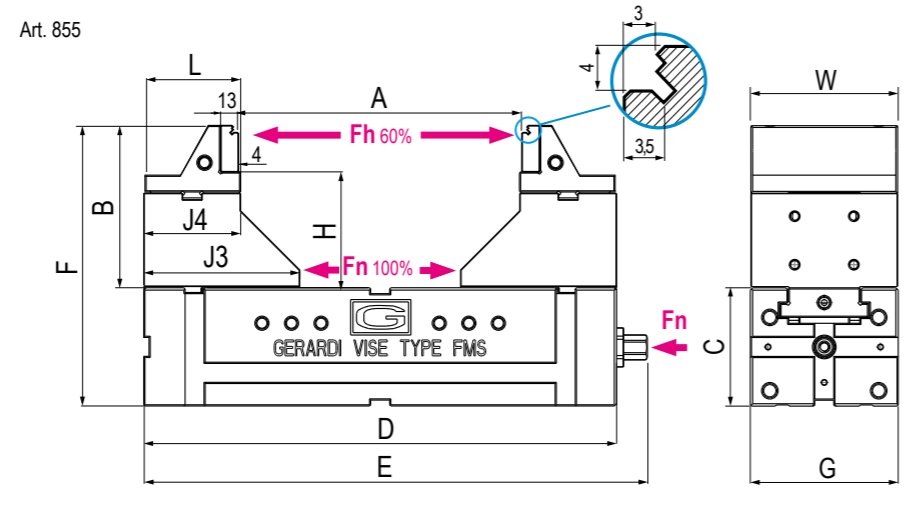 Art. 855
3
4
3,5
L
13
A
W
Fh 60%
4
B
F
J4
H
J3
Fn 100%
G
Fn
C
GERARDI VISE TYPE FMS
D
E
G